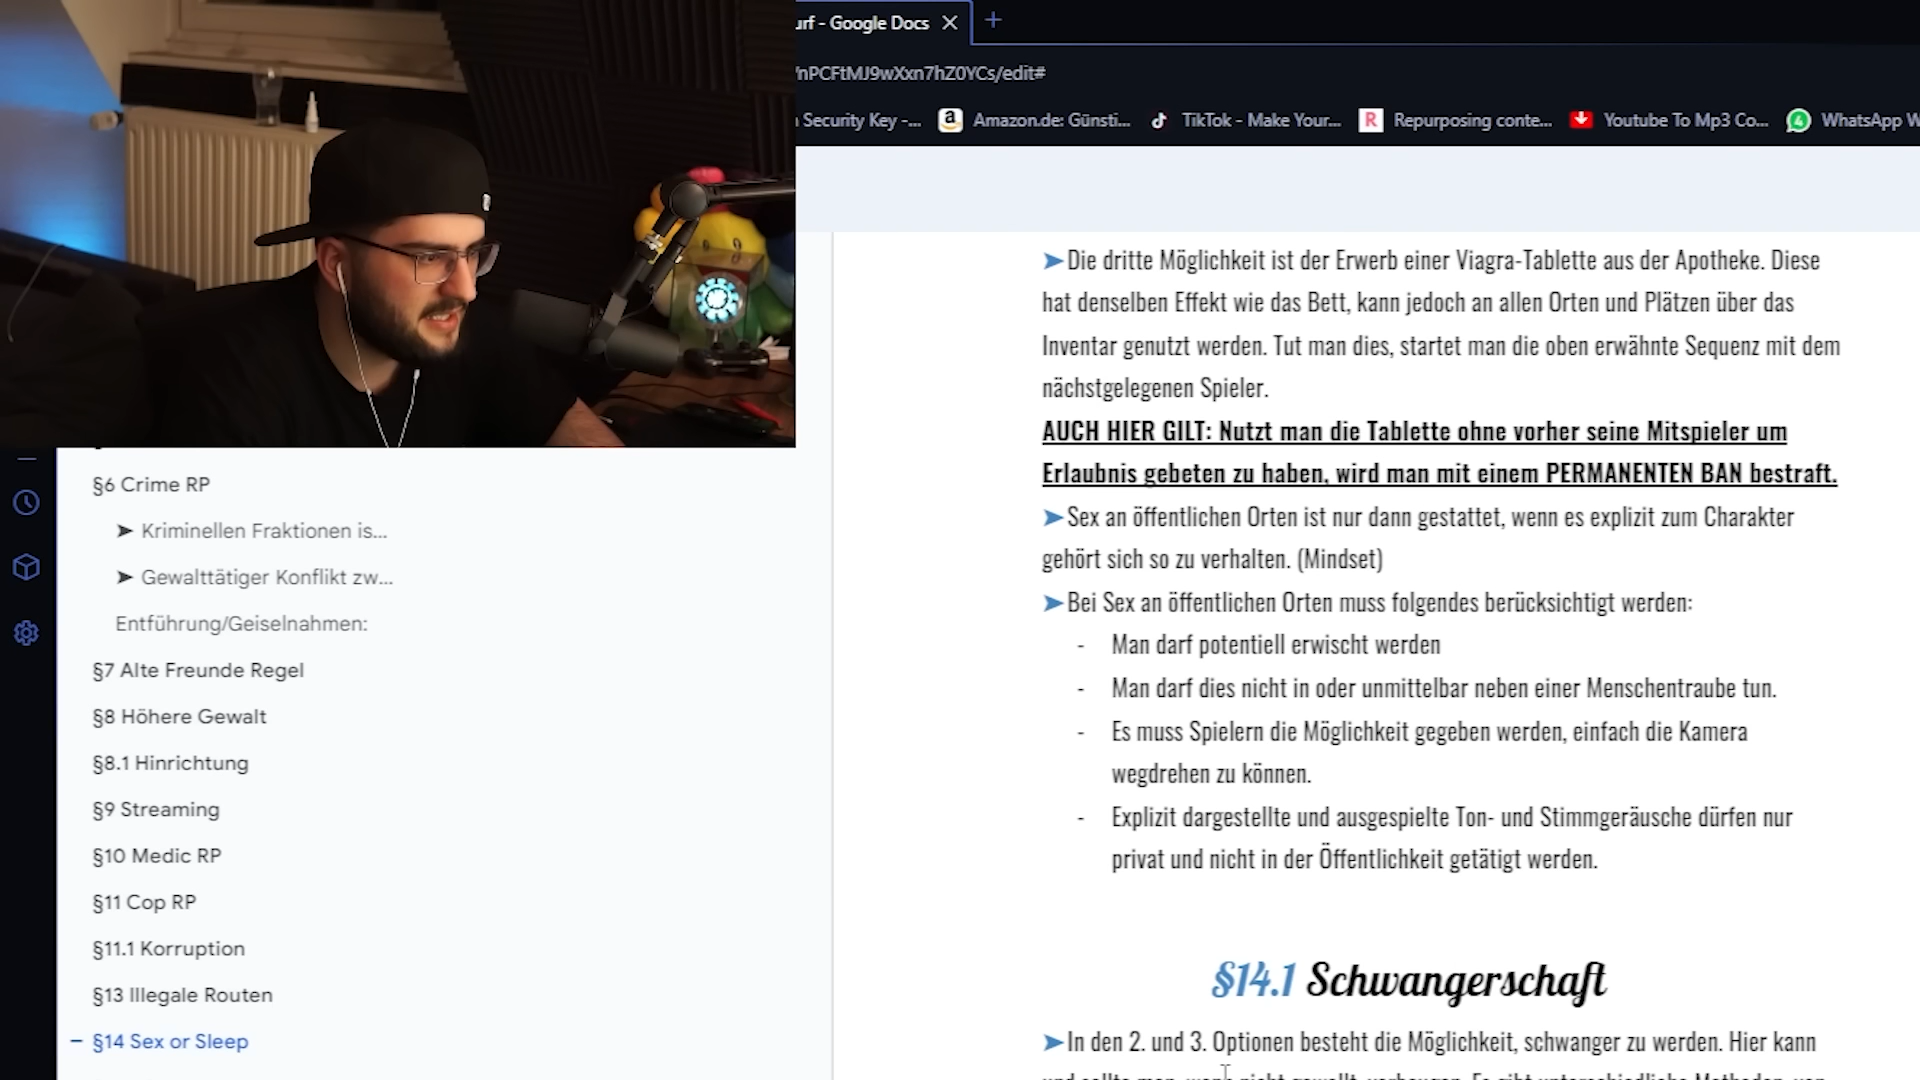 urf - Google Docs
nPCFtMJ9wXxn7hZ0YCs/edit#
Security Key -...
Amazon.de: Günsti...
TikTok - Make Your...
Repurposing conte...
Youtube To Mp3 Co...
WhatsApp W
➤Die dritte Möglichkeit ist der Erwerb einer Viagra-Tablette aus der Apotheke. Diese
hat denselben Effekt wie das Bett, kann jedoch an allen Orten und Plätzen über das
Inventar genutzt werden. Tut man dies, startet man die oben erwähnte Sequenz mit dem
nächstgelegenen Spieler.
AUCH HIER GILT: Nutzt man die Tablette ohne vorher seine Mitspieler um
Erlaubnis gebeten zu haben, wird man mit einem PERMANENTEN BAN bestraft.
➤Sex an öffentlichen Orten ist nur dann gestattet, wenn es explizit zum Charakter
gehört sich so zu verhalten. (Mindset)
➤Bei Sex an öffentlichen Orten muss folgendes berücksichtigt werden:
- Man darf potentiell erwischt werden
- Man darf dies nicht in oder unmittelbar neben einer Menschentraube tun.
- Es muss Spielern die Möglichkeit gegeben werden, einfach die Kamera
wegdrehen zu können.
- Explizit dargestellte und ausgespielte Ton- und Stimmgeräusche dürfen nur
privat und nicht in der Öffentlichkeit getätigt werden.
§14.1 Schwangerschaft
➤In den 2. und 3. Optionen besteht die Möglichkeit, schwanger zu werden. Hier kann
§6 Crime RP
➤ Kriminellen Fraktionen is...
➤ Gewalttätiger Konflikt zw...
Entführung/Geiselnahmen:
§7 Alte Freunde Regel
§8 Höhere Gewalt
§8.1 Hinrichtung
§9 Streaming
§10 Medic RP
§11 Cop RP
§11.1 Korruption
§13 Illegale Routen
§14 Sex or Sleep